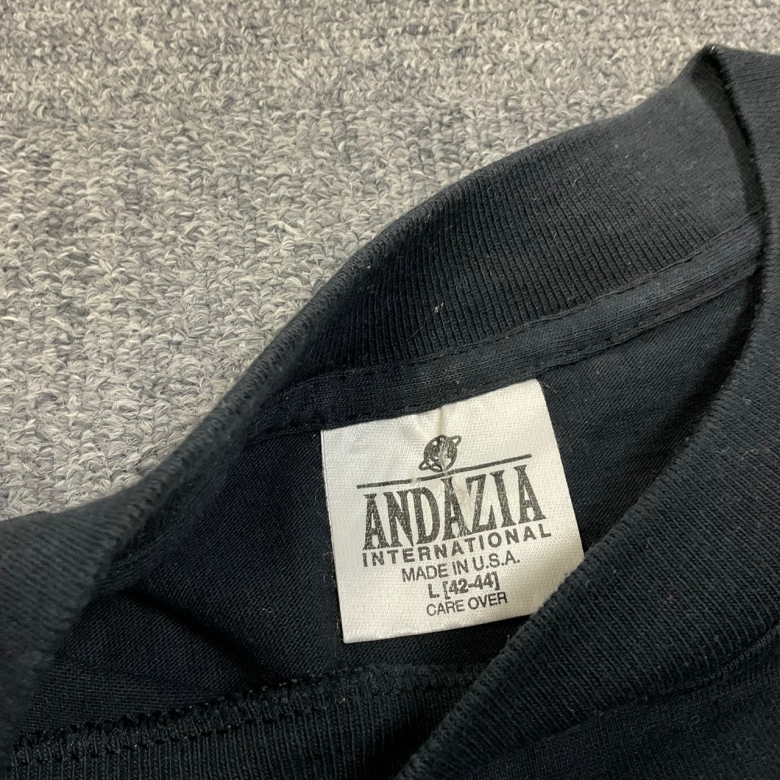 ANDAZIA
INTERNATIONAL
MADE IN U.S.A.
L [42-44]
CARE OVER